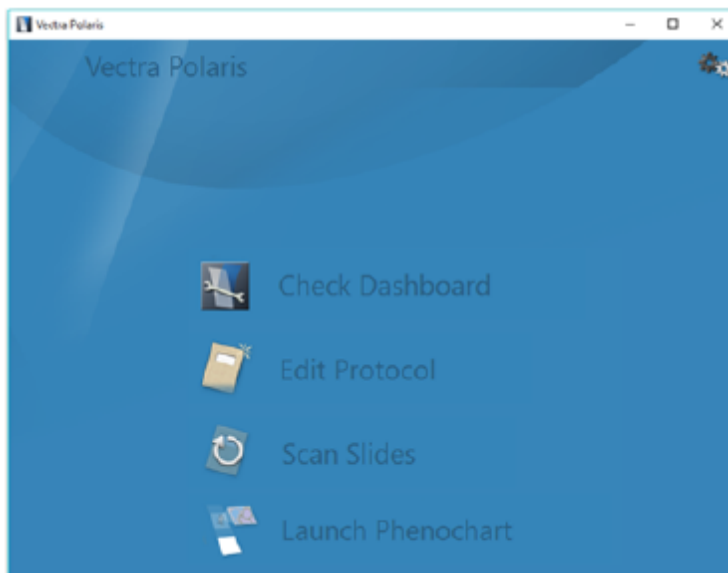 Vectra Polaris
Vectra Polaris
Check Dashboard
Edit Protocol
Scan Slides
Launch Phenochart